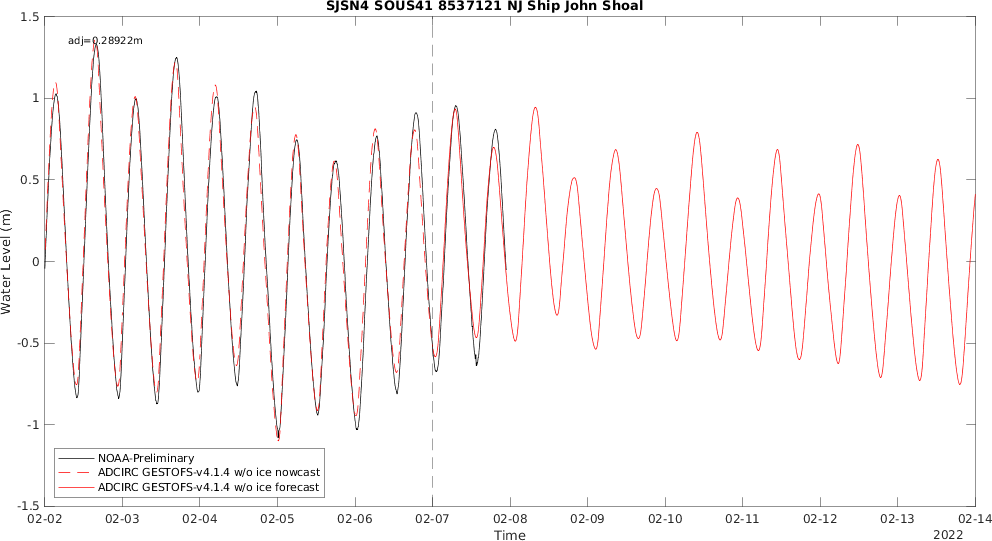 SJSN4 SOUS41 8537121 NJ Ship John Shoal
adj=0.28922m
1.5
1
0.5
0
-0.5
-1
-1.5
Water Level (m)
NOAA-Preliminary
ADCIRC GESTOFS-v4.1.4 w/o ice nowcast
ADCIRC GESTOFS-v4.1.4 w/o ice forecast
02-02 02-03 02-04 02-05 02-06 02-07 02-08 02-09 02-10 02-11 02-12 02-13 02-14
Time
2022